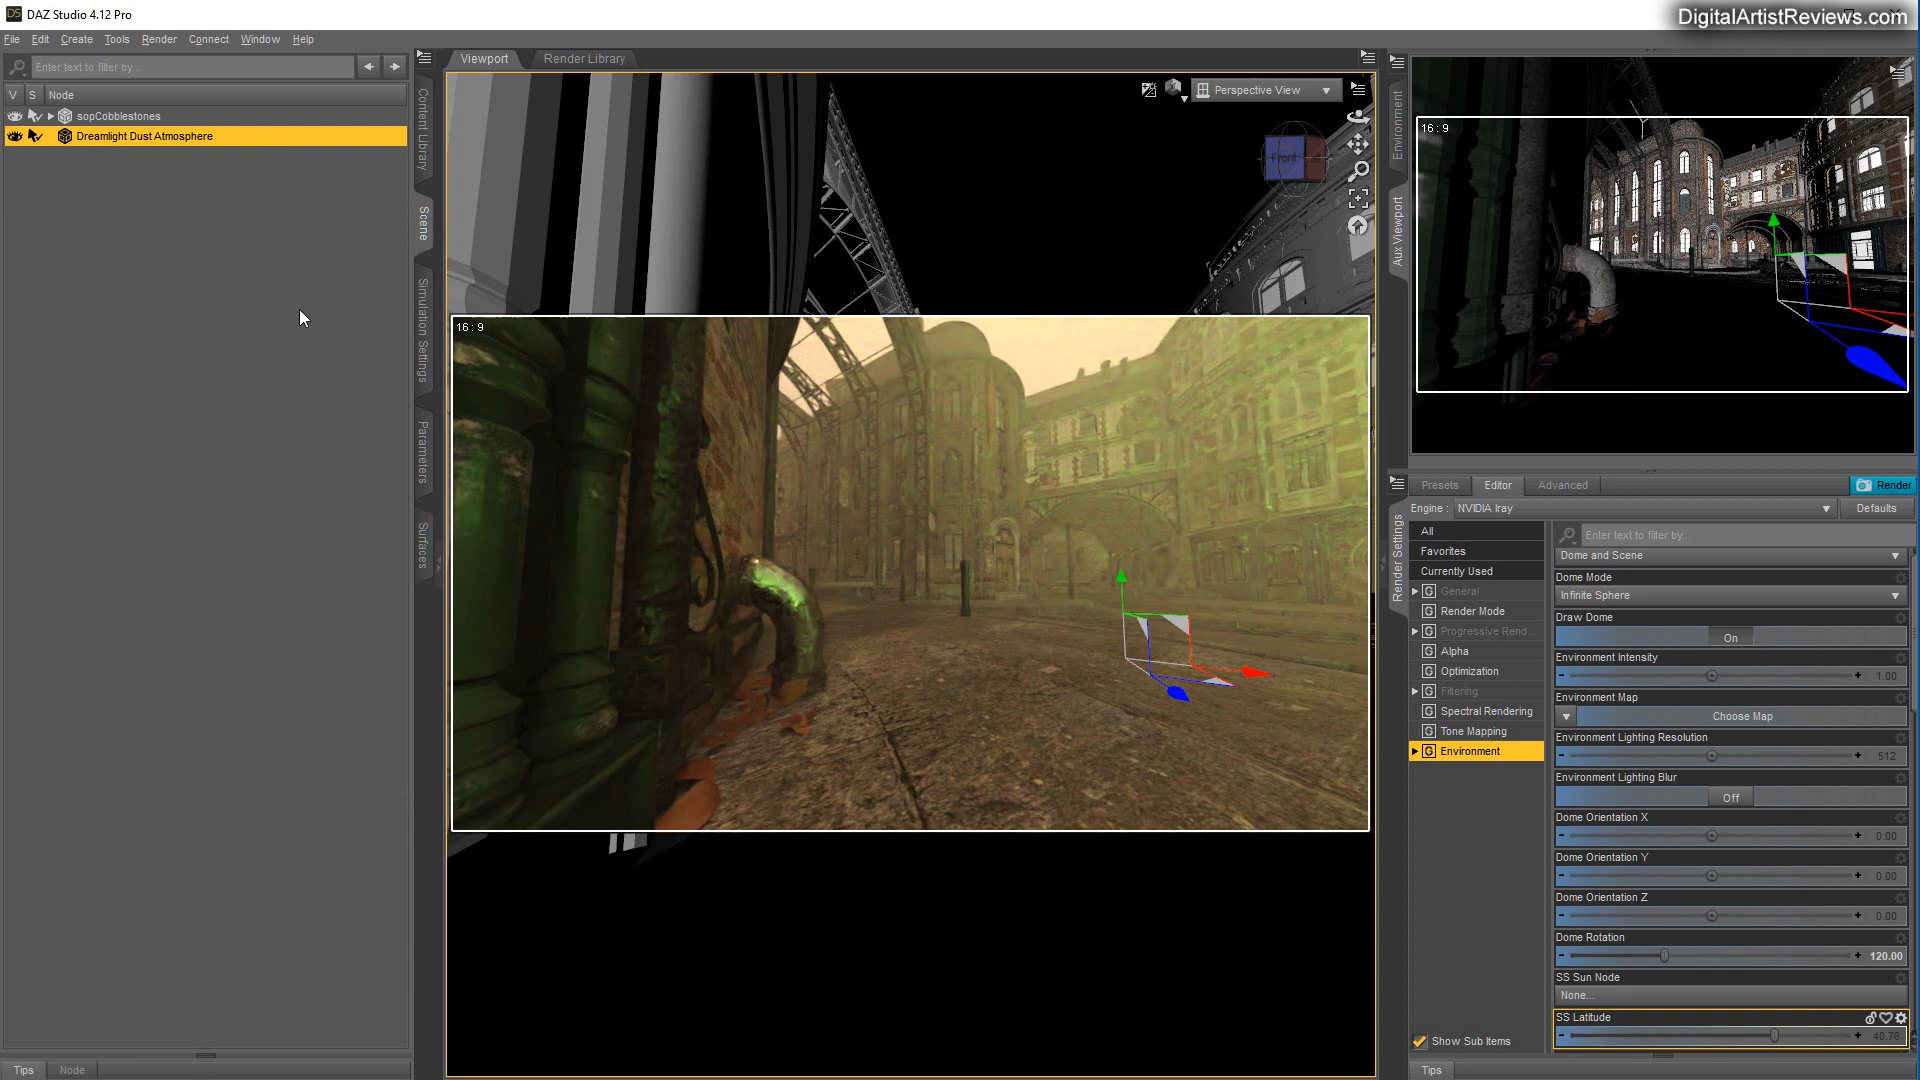 DS DAZ Studio 4.12 Pro
DigitalArtistReviews.com
File Edit Create Tools Render Connect Window Help
Enter text to filter by...
V S Node
sopCobblestones
Dreamlight Dust Atmosphere
Tips Node
Content Library
Scene
Simulation Settings
Parameters
Surfaces
Viewport Render Library
Perspective View
Front
16 : 9
Environment
Aux Viewport
16 : 9
Render Settings
Presets Editor Advanced Render
Engine : NVIDIA Iray Defaults
All
Favorites
Currently Used
G General
G Render Mode
G Progressive Rend...
G Alpha
G Optimization
G Filtering
G Spectral Rendering
G Tone Mapping
G Environment
Show Sub Items
Enter text to filter by...
Dome and Scene
Dome Mode
Infinite Sphere
Draw Dome
On
Environment Intensity
- + 1.00
Environment Map
Choose Map
Environment Lighting Resolution
- + 512
Environment Lighting Blur
Off
Dome Orientation X
- + 0.00
Dome Orientation Y
- + 0.00
Dome Orientation Z
- + 0.00
Dome Rotation
- + 120.00
SS Sun Node
None...
SS Latitude
- + 40.76
Tips